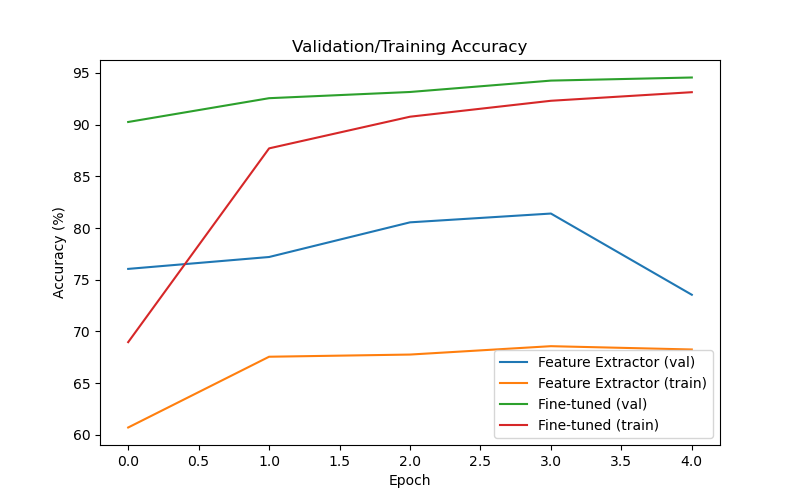 Validation/Training Accuracy
Accuracy (%)
95
90
85
80
75
70
65
60
0.0 0.5 1.0 1.5 2.0 2.5 3.0 3.5 4.0
Epoch
Feature Extractor (val)
Feature Extractor (train)
Fine-tuned (val)
Fine-tuned (train)